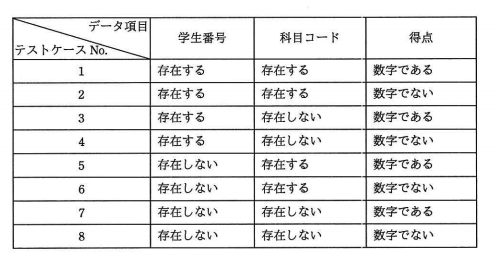 データ項目
テストケース No.
学生番号 科目コード 得点
1 存在する 存在する 数字である
2 存在する 存在する 数字でない
3 存在する 存在しない 数字である
4 存在する 存在しない 数字でない
5 存在しない 存在する 数字である
6 存在しない 存在する 数字でない
7 存在しない 存在しない 数字である
8 存在しない 存在しない 数字でない